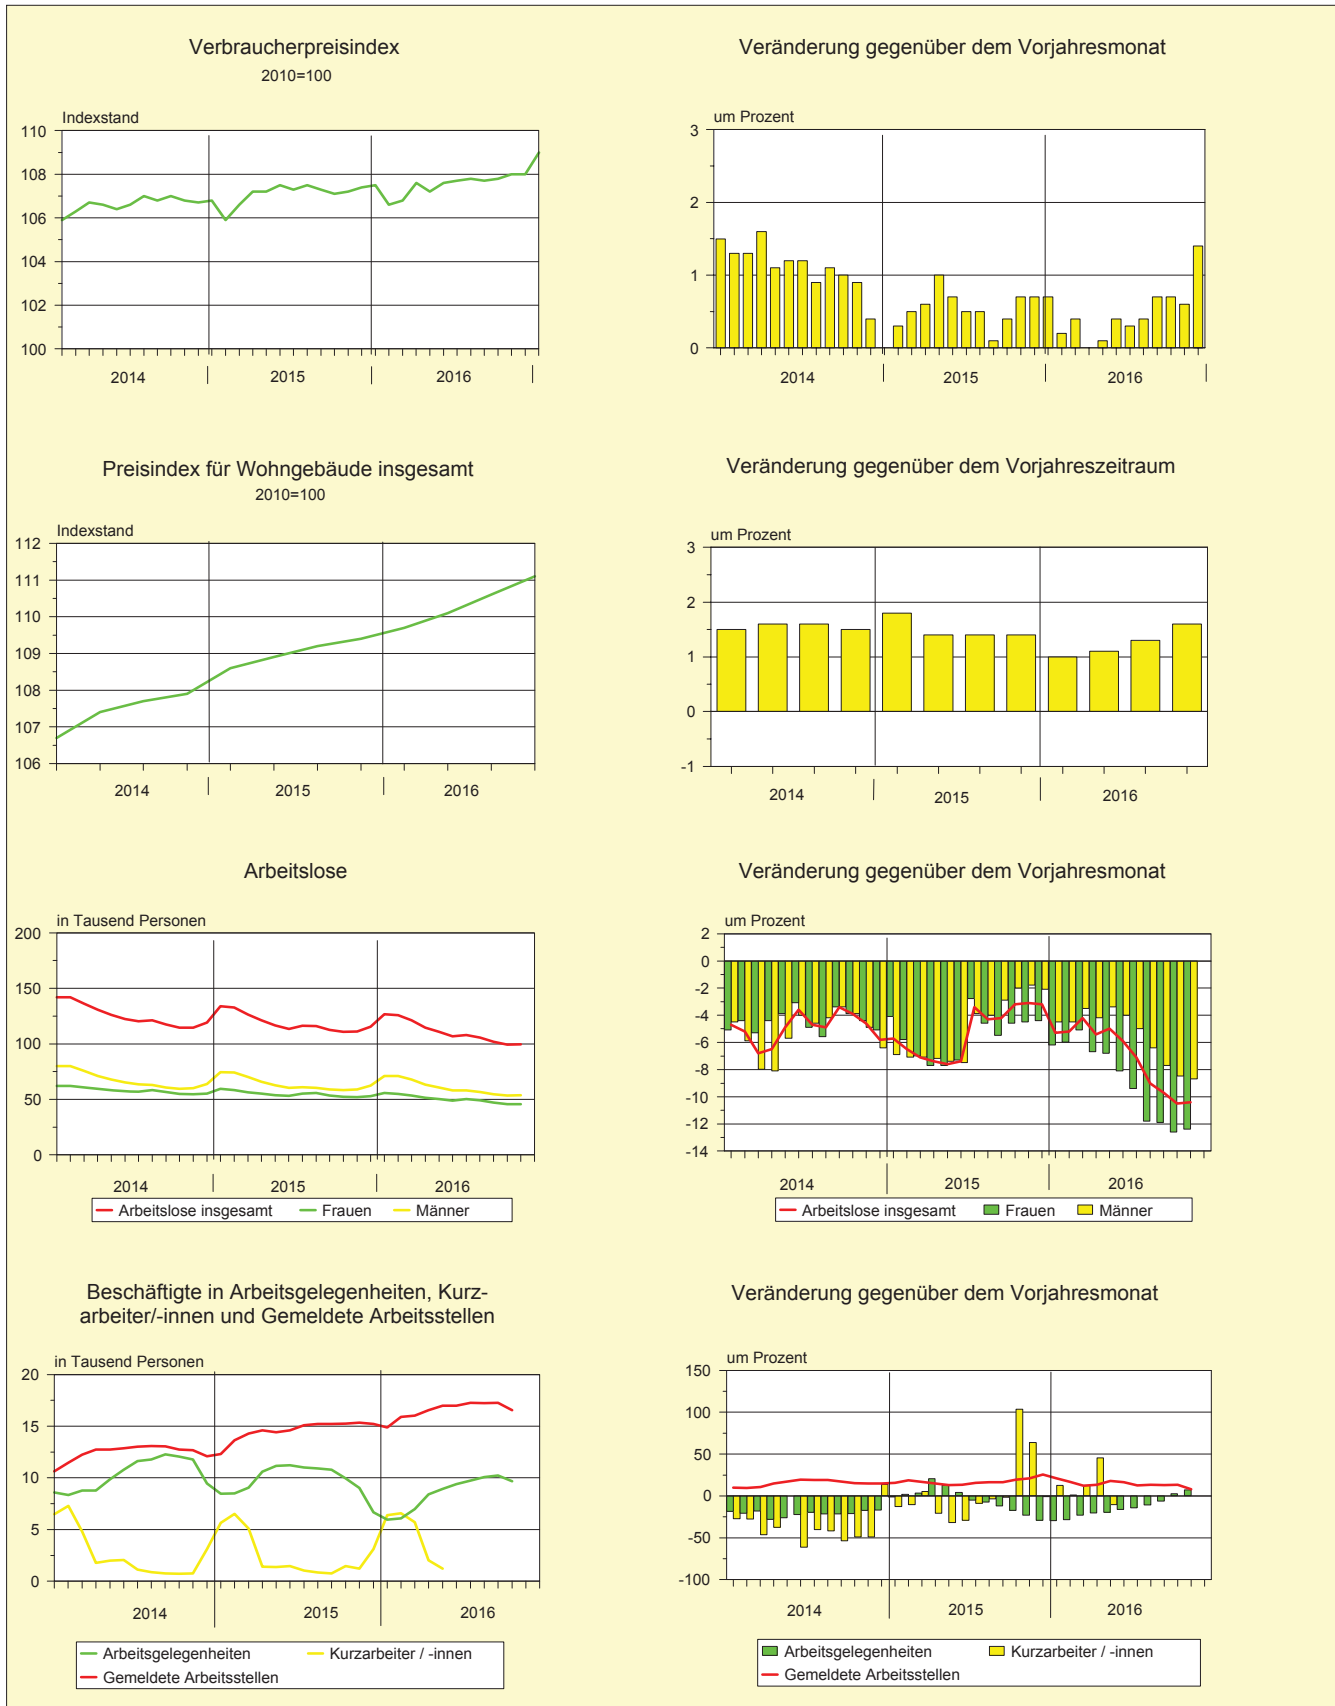 Verbraucherpreisindex
2010=100
Indexstand
110
108
106
104
102
100
2014
2015
2016
Veränderung gegenüber dem Vorjahresmonat
um Prozent
3
2
1
0
2014
2015
2016
Preisindex für Wohngebäude insgesamt
2010=100
Indexstand
112
111
110
109
108
107
106
2014
2015
2016
Veränderung gegenüber dem Vorjahreszeitraum
um Prozent
3
2
1
0
-1
2014
2015
2016
Arbeitslose
in Tausend Personen
200
150
100
50
0
2014
2015
2016
Arbeitslose insgesamt
Frauen
Männer
Veränderung gegenüber dem Vorjahresmonat
um Prozent
2
0
-2
-4
-6
-8
-10
-12
-14
2014
2015
2016
Arbeitslose insgesamt
Frauen
Männer
Beschäftigte in Arbeitsgelegenheiten, Kurz-
arbeiter/-innen und Gemeldete Arbeitsstellen
in Tausend Personen
20
15
10
5
0
2014
2015
2016
Arbeitsgelegenheiten
Kurzarbeiter / -innen
Gemeldete Arbeitsstellen
Veränderung gegenüber dem Vorjahresmonat
um Prozent
150
100
50
0
-50
-100
2014
2015
2016
Arbeitsgelegenheiten
Kurzarbeiter / -innen
Gemeldete Arbeitsstellen